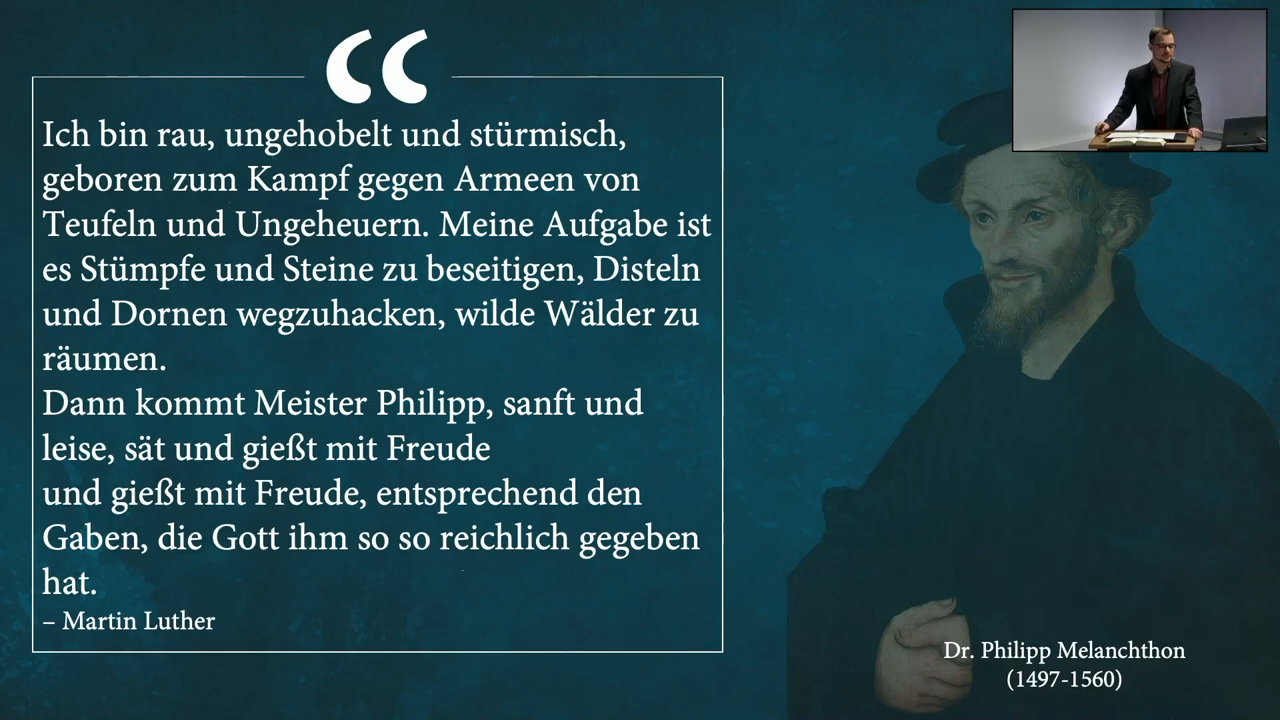 Ich bin rau, ungehobelt und stürmisch,
geboren zum Kampf gegen Armeen von
Teufeln und Ungeheuern. Meine Aufgabe ist
es Stümpfe und Steine zu beseitigen, Disteln
und Dornen wegzuhacken, wilde Wälder zu
räumen.
Dann kommt Meister Philipp, sanft und
leise, sät und gießt mit Freude
und gießt mit Freude, entsprechend den
Gaben, die Gott ihm so so reichlich gegeben
hat.
– Martin Luther
Dr. Philipp Melanchthon
(1497-1560)